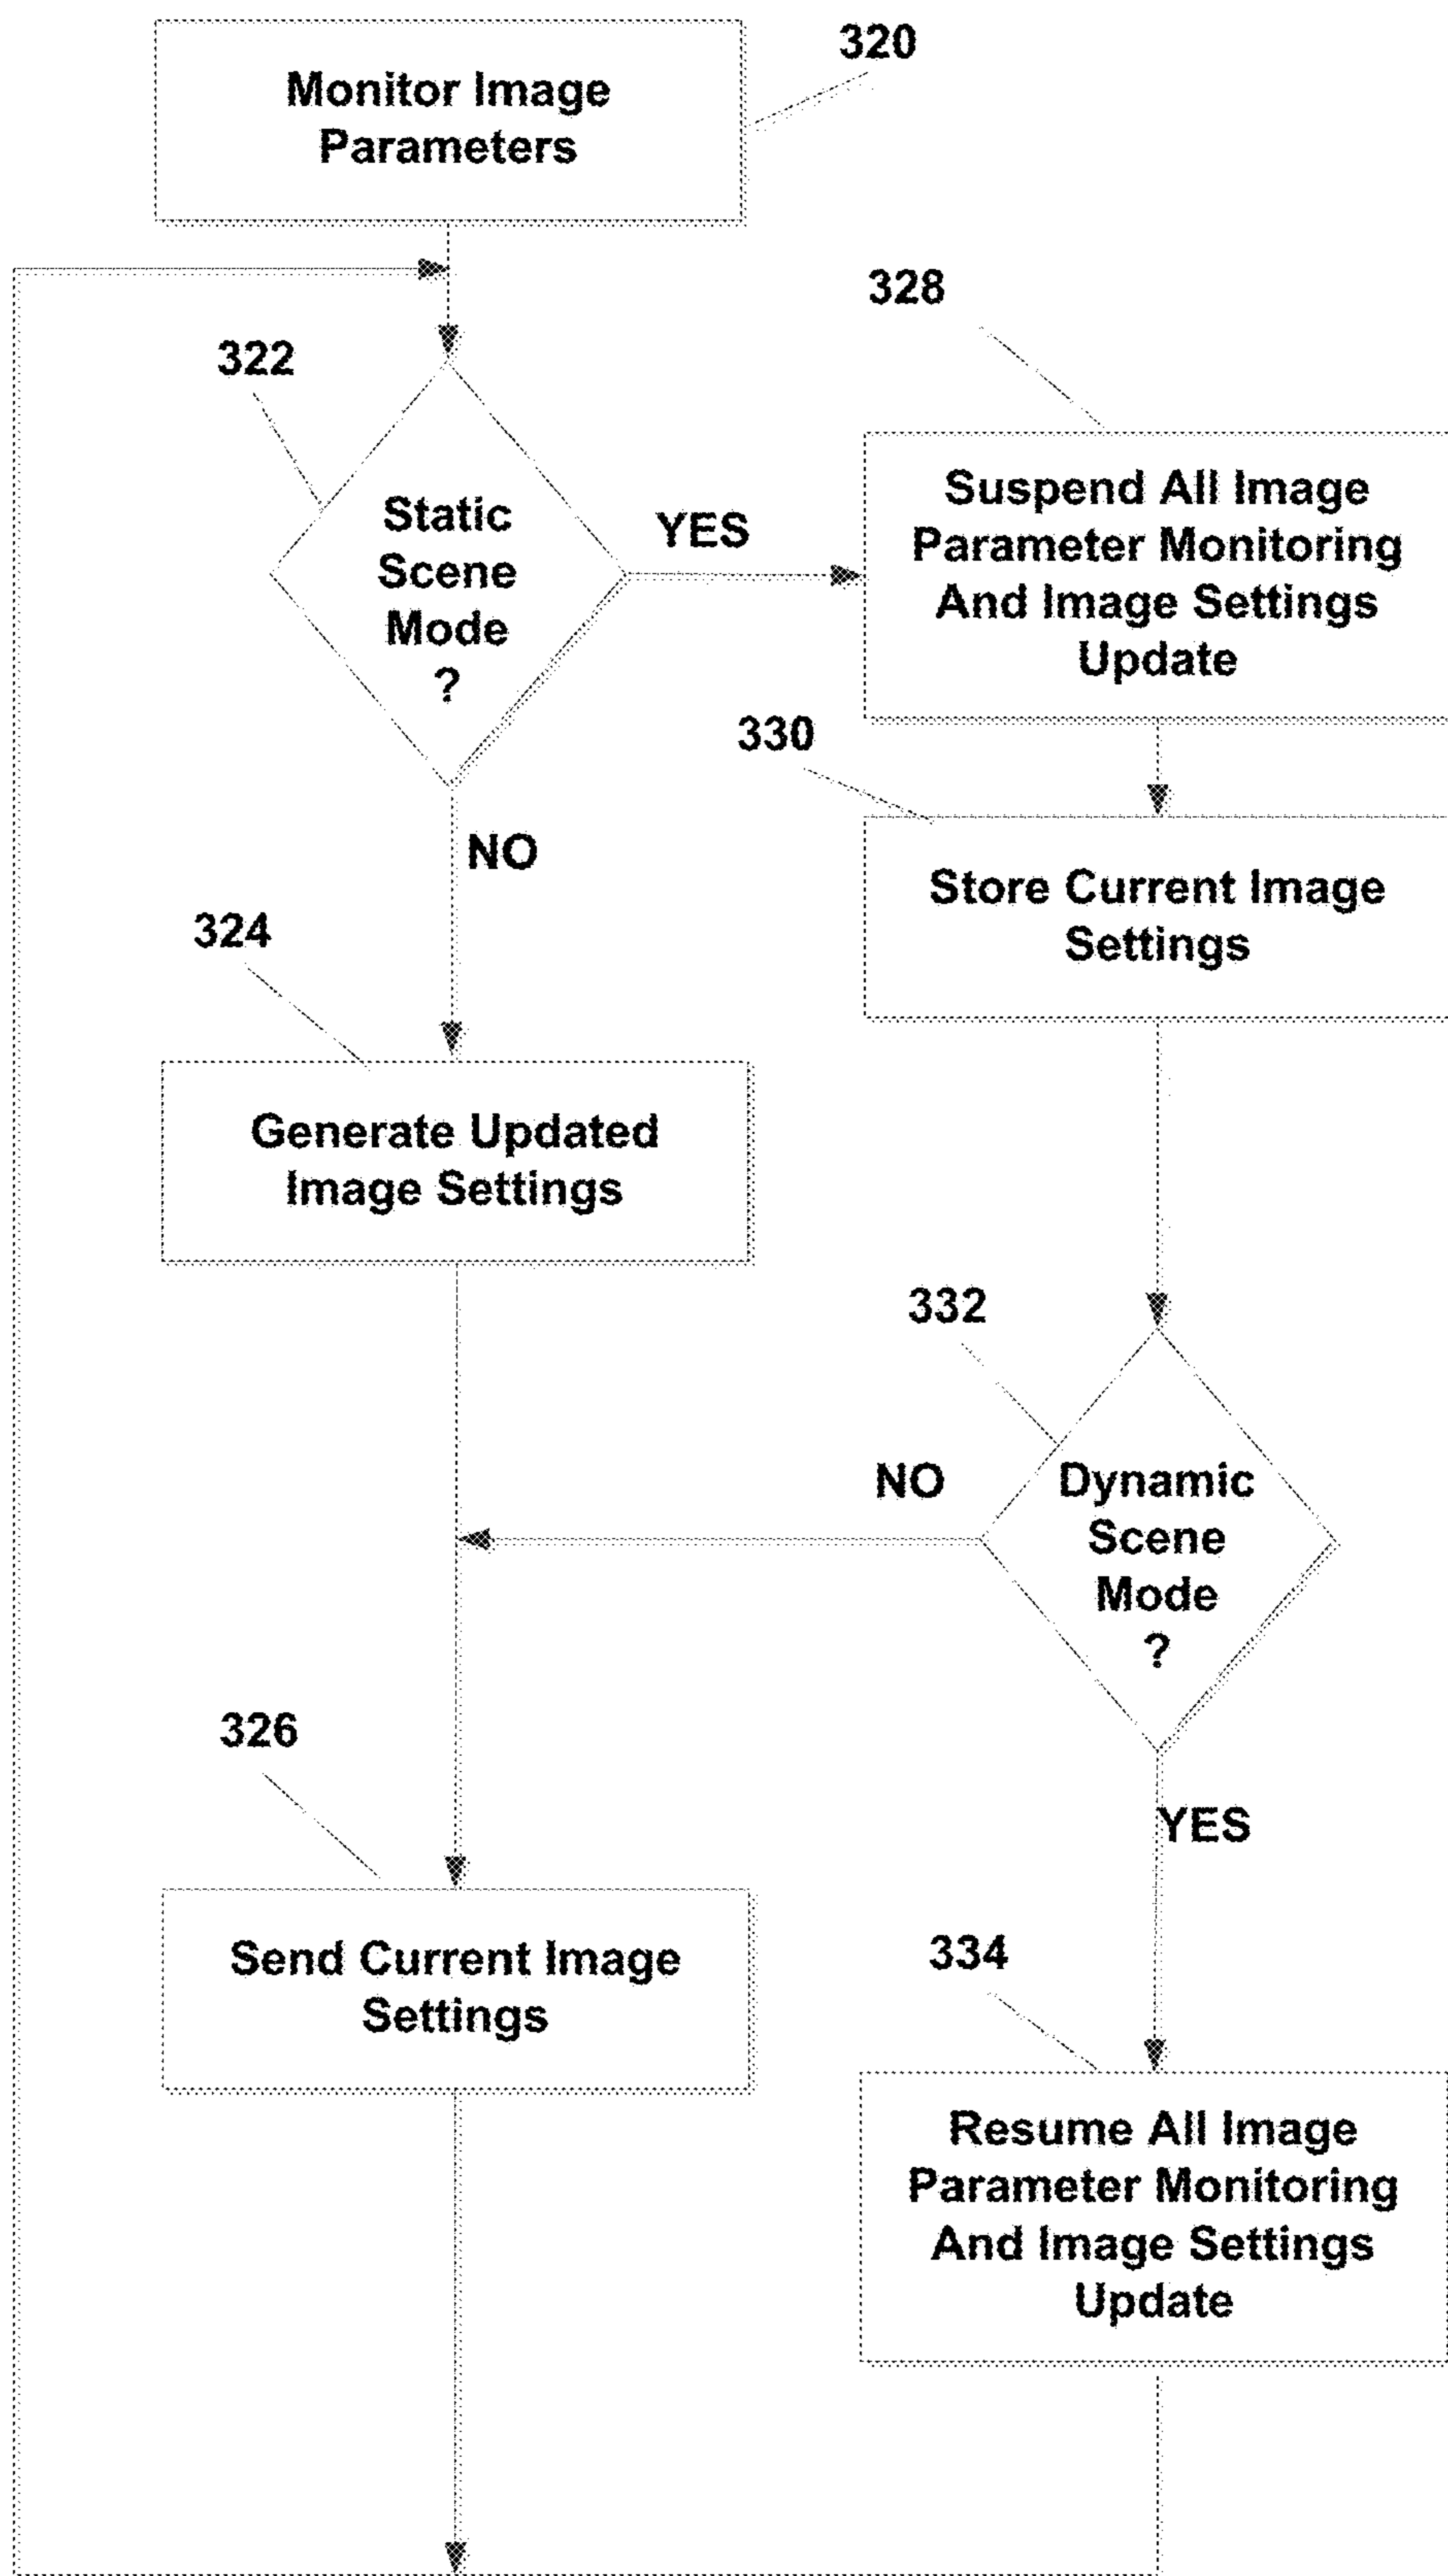 Monitor Image
Parameters
320
322
Static
Scene
Mode
?
YES
328
Suspend All Image
Parameter Monitoring
And Image Settings
Update
330
Store Current Image
Settings
NO
324
Generate Updated
Image Settings
332
NO
Dynamic
Scene
Mode
?
326
Send Current Image
Settings
YES
334
Resume All Image
Parameter Monitoring
And Image Settings
Update